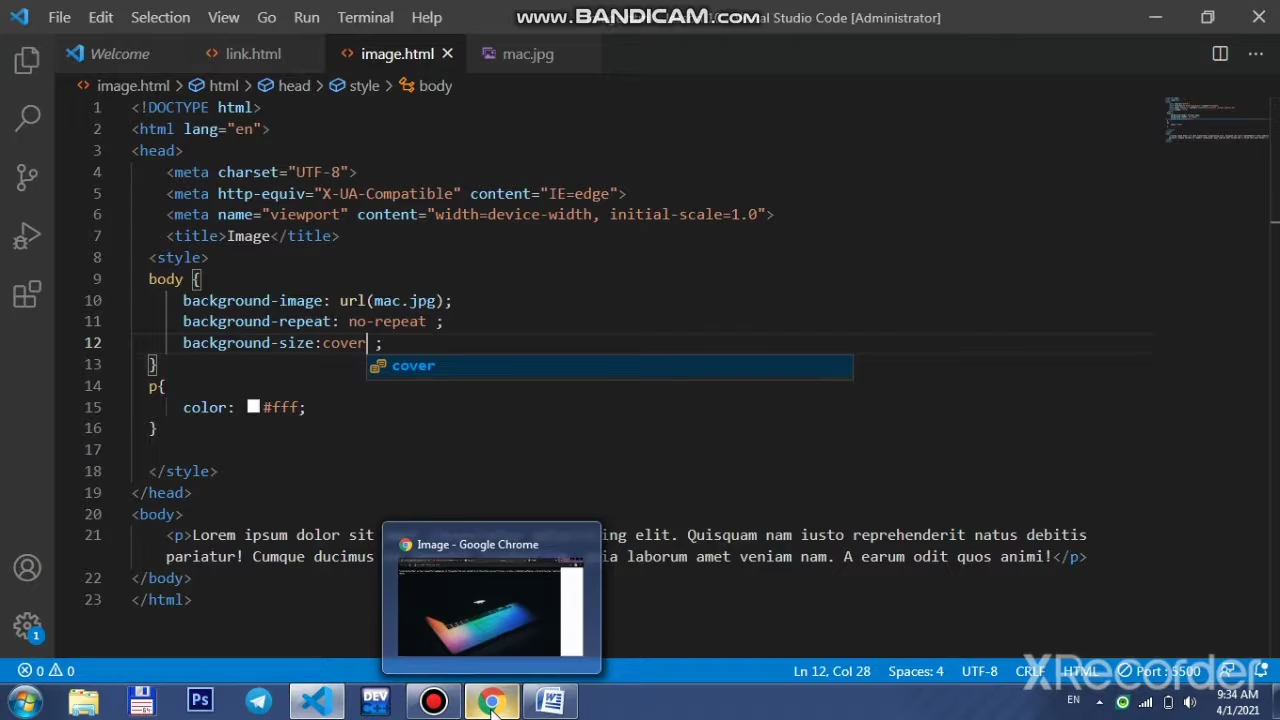 File Edit Selection View Go Run Terminal Help www.BANDICAM.com al Studio Code [Administrator]
Welcome link.html image.html mac.jpg
image.html > html > head > style > body
1 <!DOCTYPE html>
2 <html lang="en">
3 <head>
4 <meta charset="UTF-8">
5 <meta http-equiv="X-UA-Compatible" content="IE=edge">
6 <meta name="viewport" content="width=device-width, initial-scale=1.0">
7 <title>Image</title>
8 <style>
9 body {
10 background-image: url(mac.jpg);
11 background-repeat: no-repeat ;
12 background-size:cover ;
cover
13 }
14 p{
15 color: #fff;
16 }
17
18 </style>
19 </head>
20 <body>
21 <p>Lorem ipsum dolor sit ing elit. Quisquam nam iusto reprehenderit natus debitis
pariatur! Cumque ducimus ia laborum amet veniam nam. A earum odit quos animi!</p>
22 </body>
23 </html>
Image - Google Chrome
0 0 Ln 12, Col 28 Spaces: 4 UTF-8 CRLF HTML Port : 5500
XRecorder
1
Ps DEV EN 9:34 AM
4/1/2021